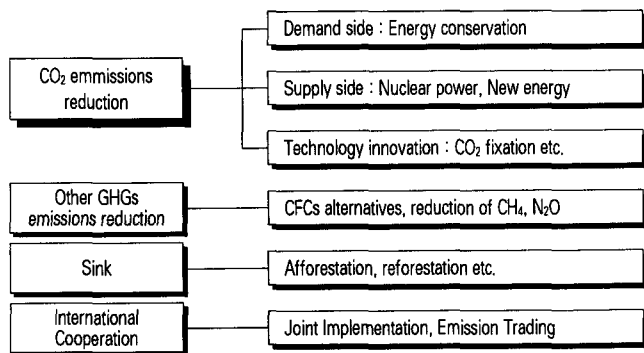 CO₂ emmissions
reduction
Demand side : Energy conservation
Supply side : Nuclear power, New energy
Technology innovation : CO₂ fixation etc.
Other GHGs
emissions reduction
CFCs alternatives, reduction of CH₄, N₂O
Sink
Afforestation, reforestation etc.
International
Cooperation
Joint Implementation, Emission Trading